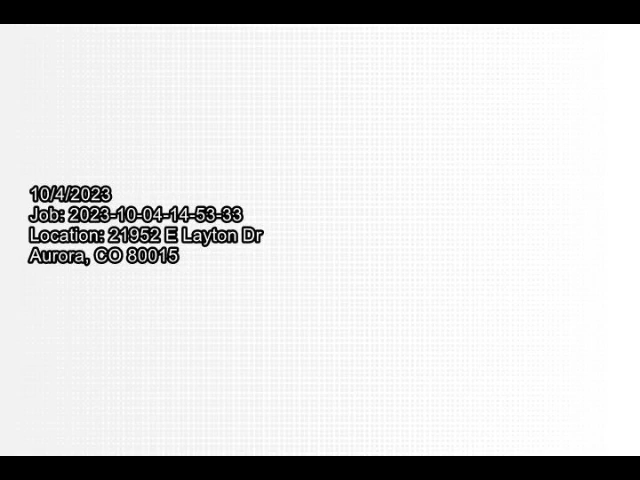 10/4/2023
Job: 2023-10-04-14-53-33
Location: 21952 E Layton Dr
Aurora, CO 80015